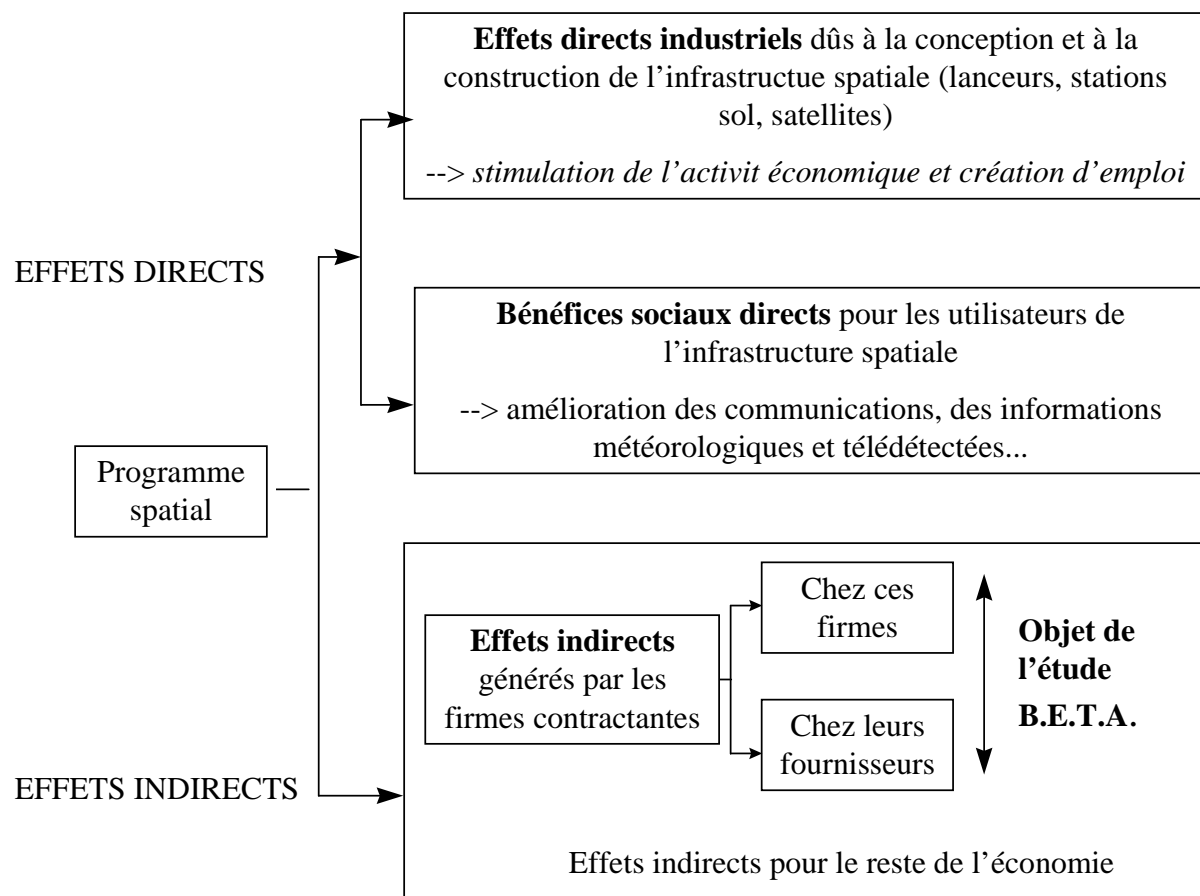 Effets directs industriels dûs à la conception et à la
construction de l’infrastructue spatiale (lanceurs, stations
sol, satellites)
--> stimulation de l’activit économique et création d’emploi
EFFETS DIRECTS
Bénéfices sociaux directs pour les utilisateurs de
l’infrastructure spatiale
--> amélioration des communications, des informations
météorologiques et télédétectées...
Programme
spatial
Effets indirects
générés par les
firmes contractantes
Chez ces
firmes
Chez leurs
fournisseurs
Objet de
l’étude
B.E.T.A.
EFFETS INDIRECTS
Effets indirects pour le reste de l’économie